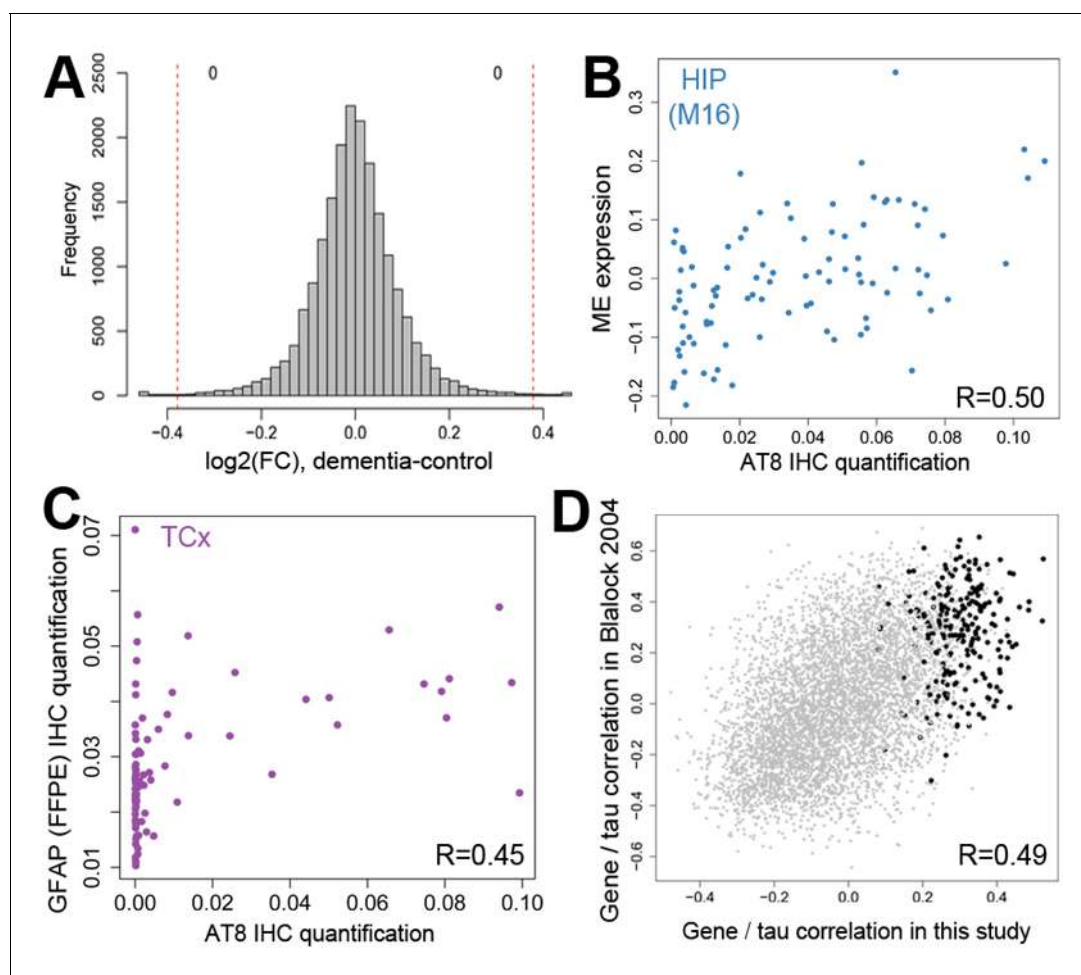 A
0
0
2500
2000
1500
1000
500
0
Frequency
−0.4 −0.2 0.0 0.2 0.4
log2(FC), dementia-control
B
HIP
(M16)
0.3
0.2
0.1
0.0
−0.1
−0.2
ME expression
R=0.50
0.00 0.02 0.04 0.06 0.08 0.10
AT8 IHC quantification
C
TCx
0.07
0.05
0.03
0.01
GFAP (FFPE) IHC quantification
R=0.45
0.00 0.02 0.04 0.06 0.08 0.10
AT8 IHC quantification
D
0.6
0.4
0.2
0.0
−0.2
−0.4
−0.6
Gene / tau correlation in Blalock 2004
R=0.49
−0.4 −0.2 0.0 0.2 0.4
Gene / tau correlation in this study